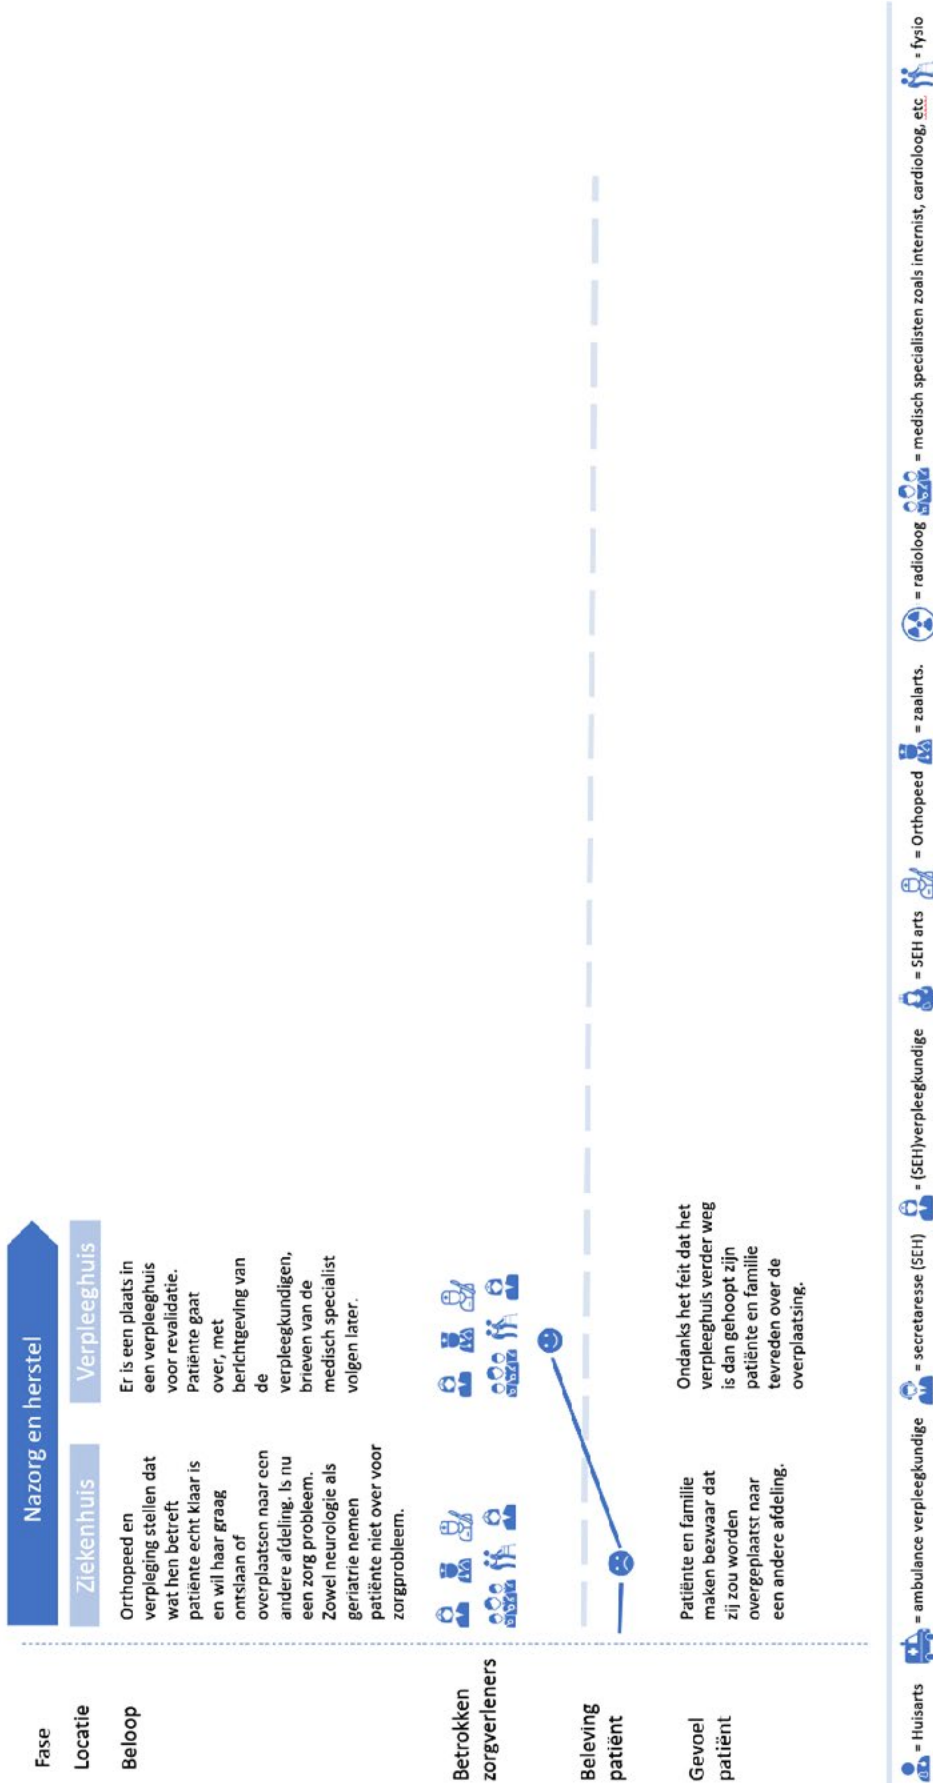 Fase
Nazorg en herstel
Locatie
Ziekenhuis
Verpleeghuis
Beloop
Orthopeed en
verpleging stellen dat
wat hen betreft
patiënte echt klaar is
en wil haar graag
ontslaan of
overplaatsen naar een
andere afdeling. Is nu
een zorg probleem.
Zowel neurologie als
geriatrie nemen
patiënte niet over voor
zorgprobleem.
Er is een plaats in
een verpleeghuis
voor revalidatie.
Patiënte gaat
over, met
berichtgeving van
de
verpleegkundigen,
brieven van de
medisch specialist
volgen later.
Betrokken
zorgverleners
Beleving
patiënt
Gevoel
patiënt
Patiënte en familie
maken bezwaar dat
zij zou worden
overgeplaatst naar
een andere afdeling.
Ondanks het feit dat het
verpleeghuis verder weg
is dan gehoopt zijn
patiënte en familie
tevreden over de
overplaatsing.
= Huisarts = ambulance verpleegkundige = secretaresse (SEH) = (SEH)verpleegkundige = SEH arts = Orthopeed = zaalarts. = radioloog = medisch specialisten zoals internist, cardioloog, etc = fysio